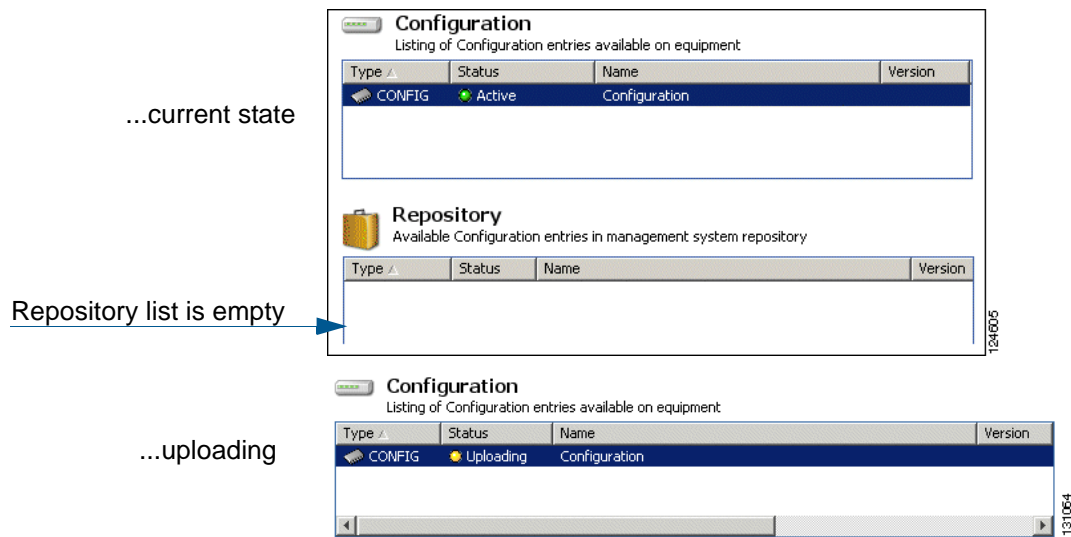 Configuration
Listing of Configuration entries available on equipment
Type Status Name Version
CONFIG Active Configuration
...current state
Repository
Available Configuration entries in management system repository
Type Status Name Version
Repository list is empty
124605
Configuration
Listing of Configuration entries available on equipment
Type Status Name Version
...uploading
CONFIG Uploading Configuration
131064